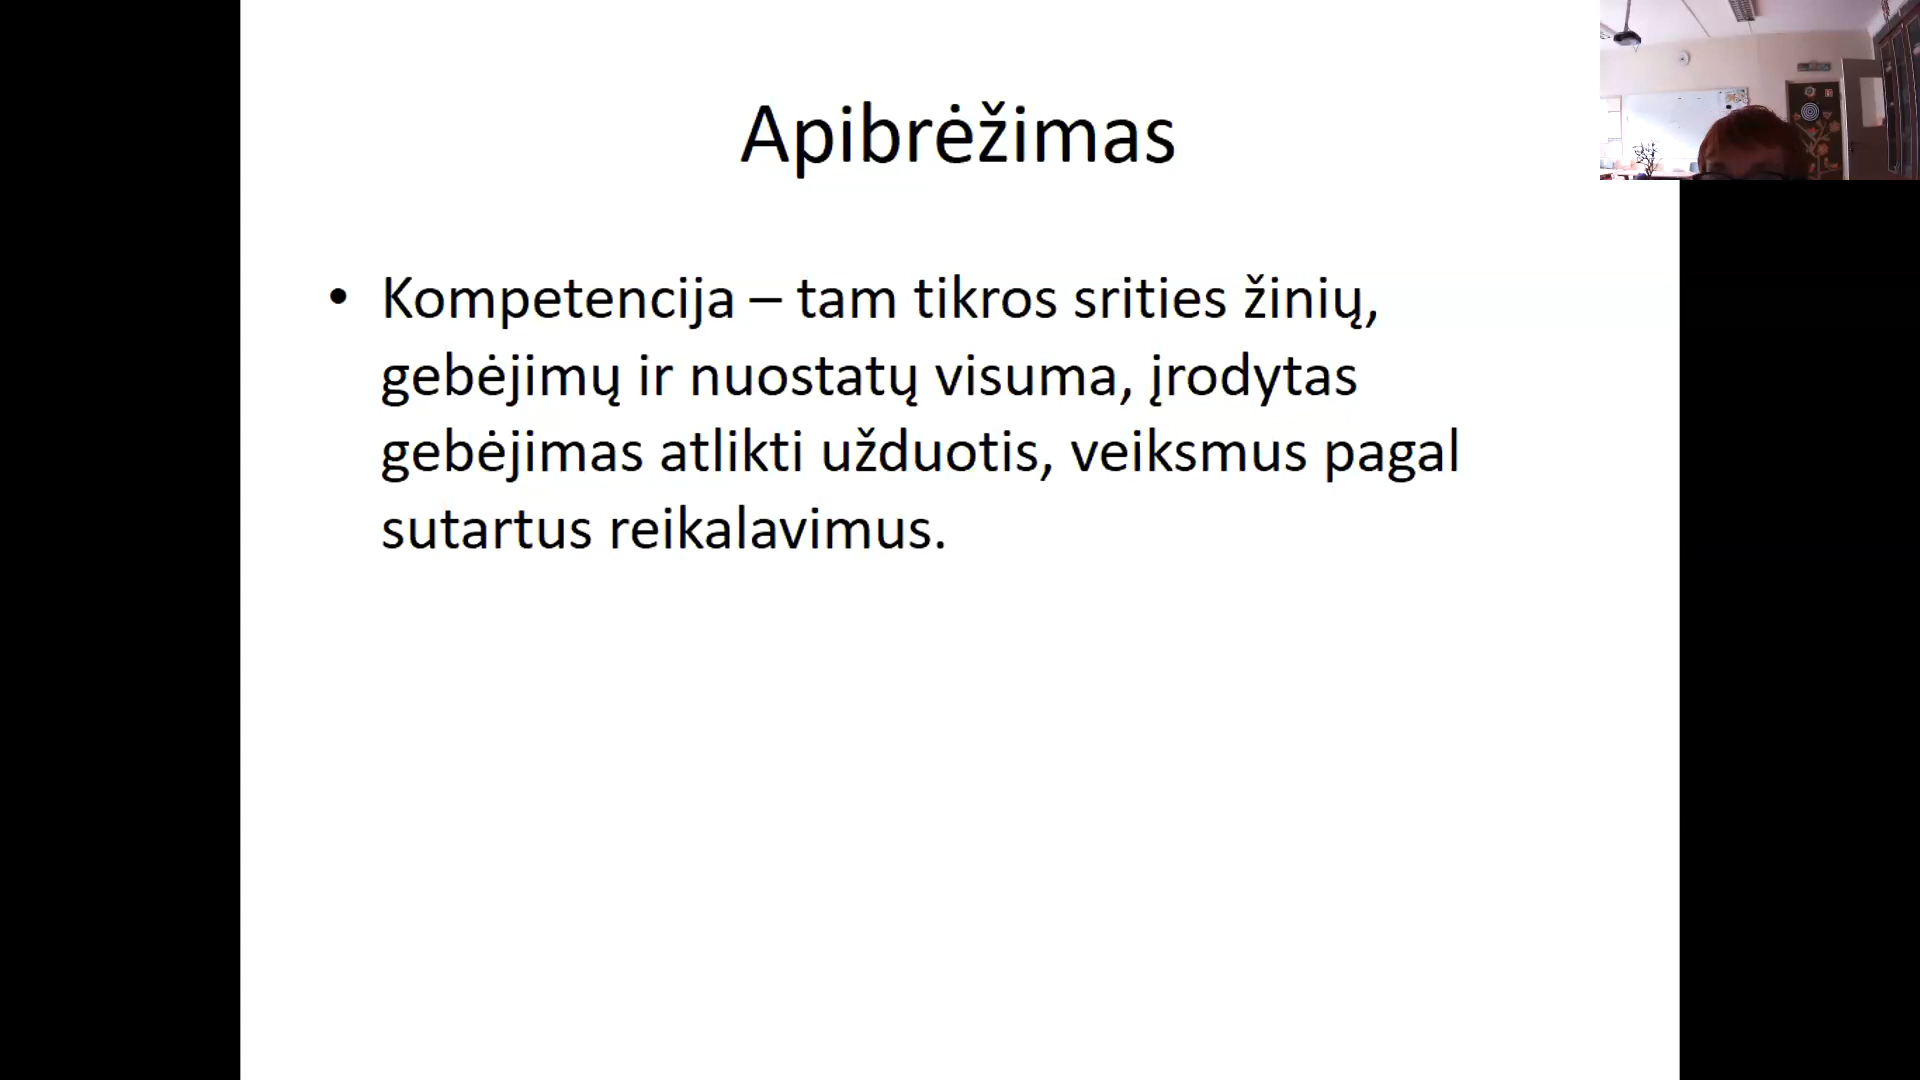 Apibrėžimas
• Kompetencija – tam tikros srities žinių,
gebėjimų ir nuostatų visuma, įrodytas
gebėjimas atlikti užduotis, veiksmus pagal
sutartus reikalavimus.